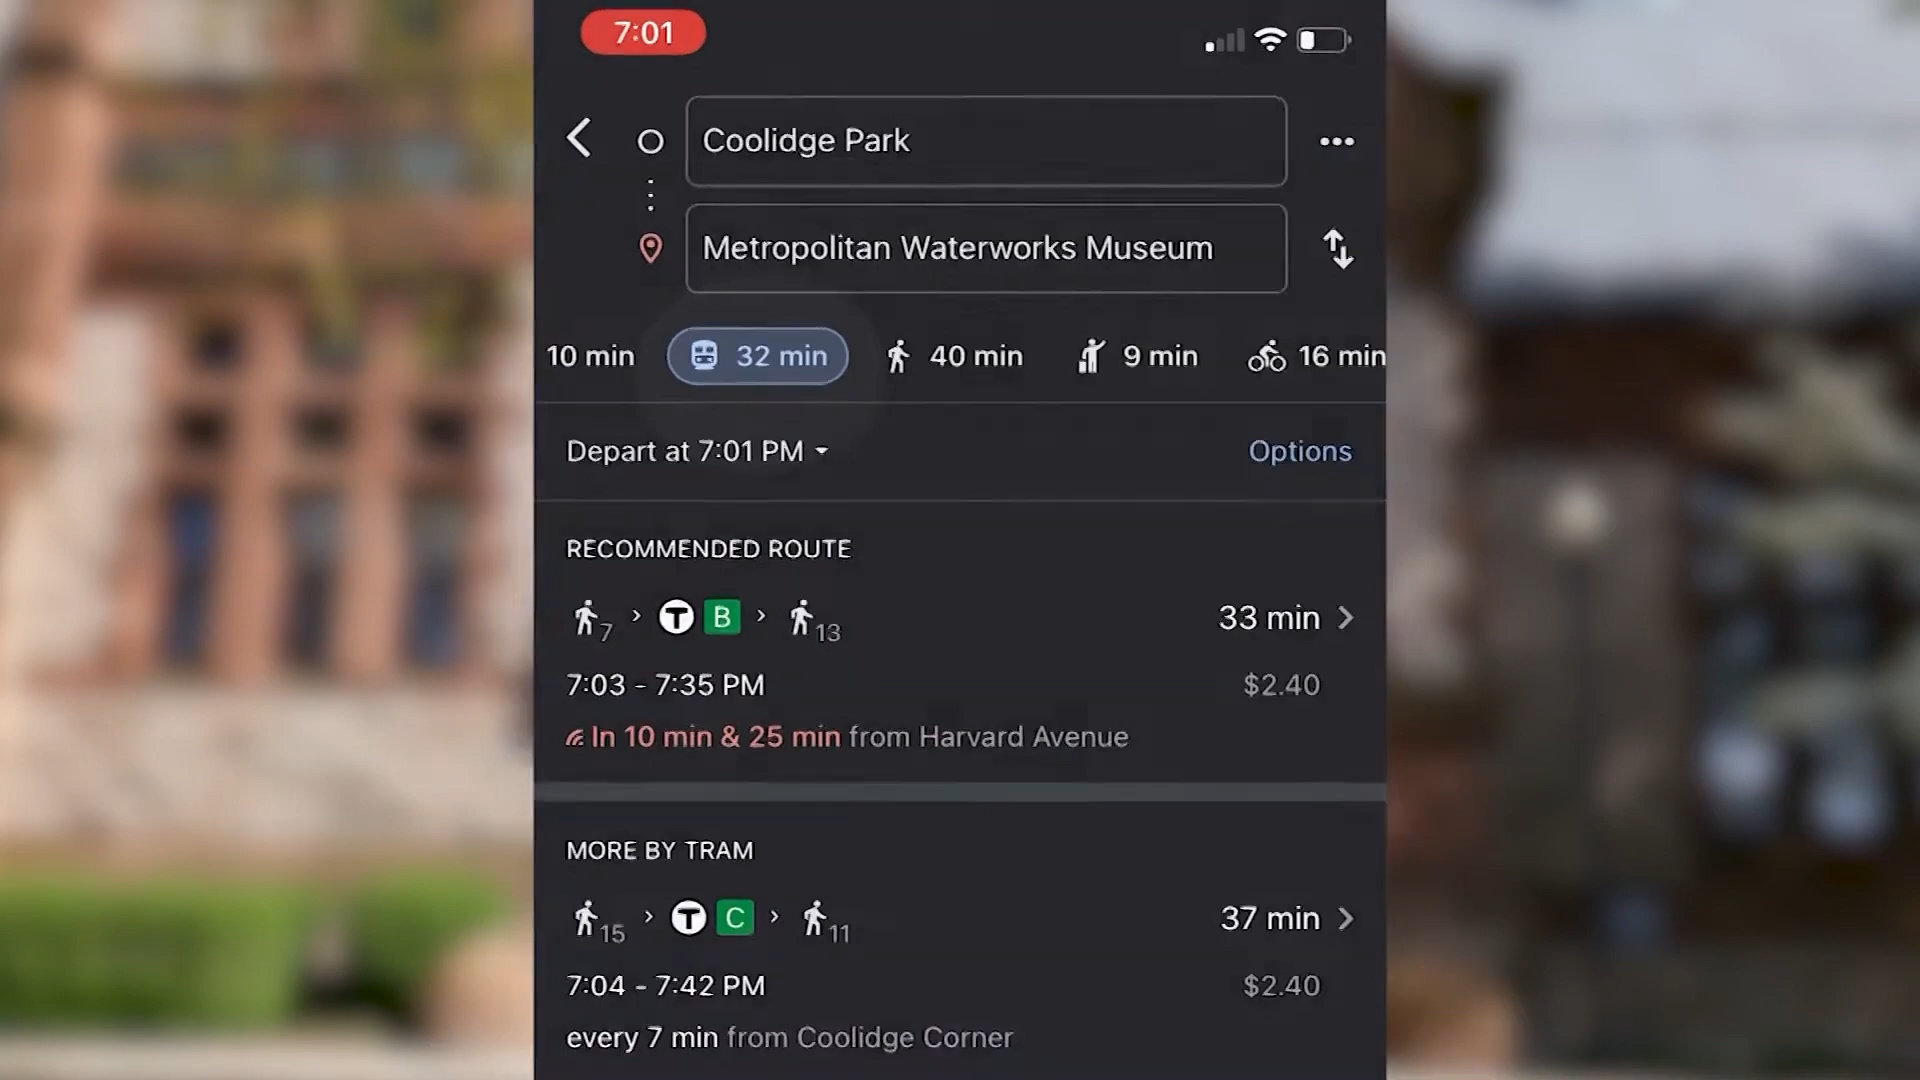 7:01
Coolidge Park
Metropolitan Waterworks Museum
10 min 32 min 40 min 9 min 16 min
Depart at 7:01 PM Options
RECOMMENDED ROUTE
7 T B 13 33 min
7:03 - 7:35 PM $2.40
In 10 min & 25 min from Harvard Avenue
MORE BY TRAM
15 T C 11 37 min
7:04 - 7:42 PM $2.40
every 7 min from Coolidge Corner